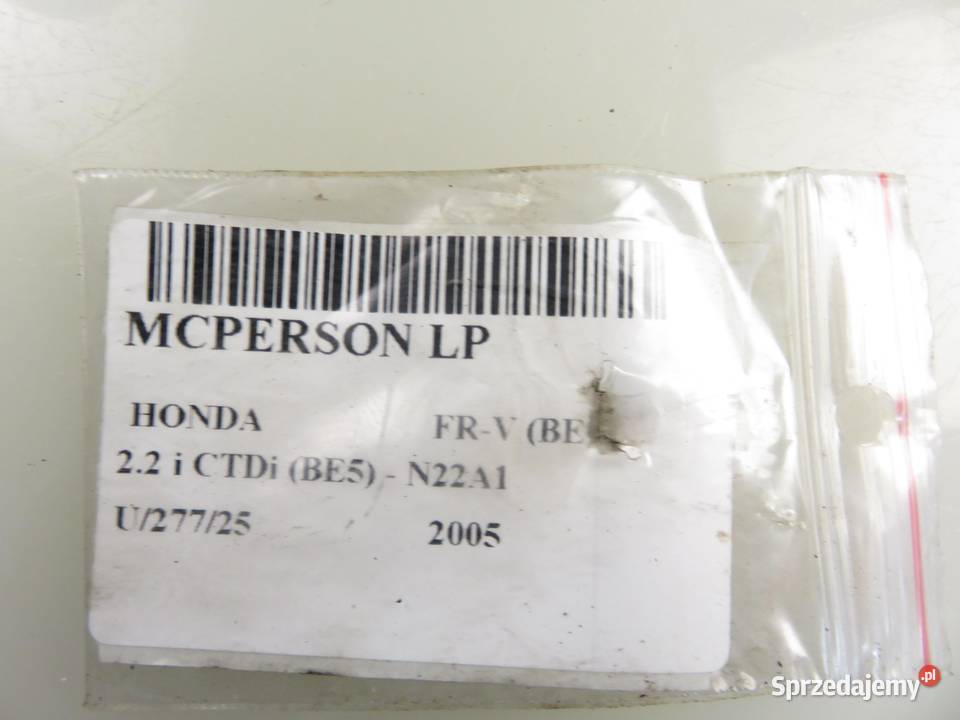 MCPERSON LP
HONDA FR-V (BE
2.2 i CTDi (BE5) - N22A1
U/277/25 2005
Sprzedajemy.pl